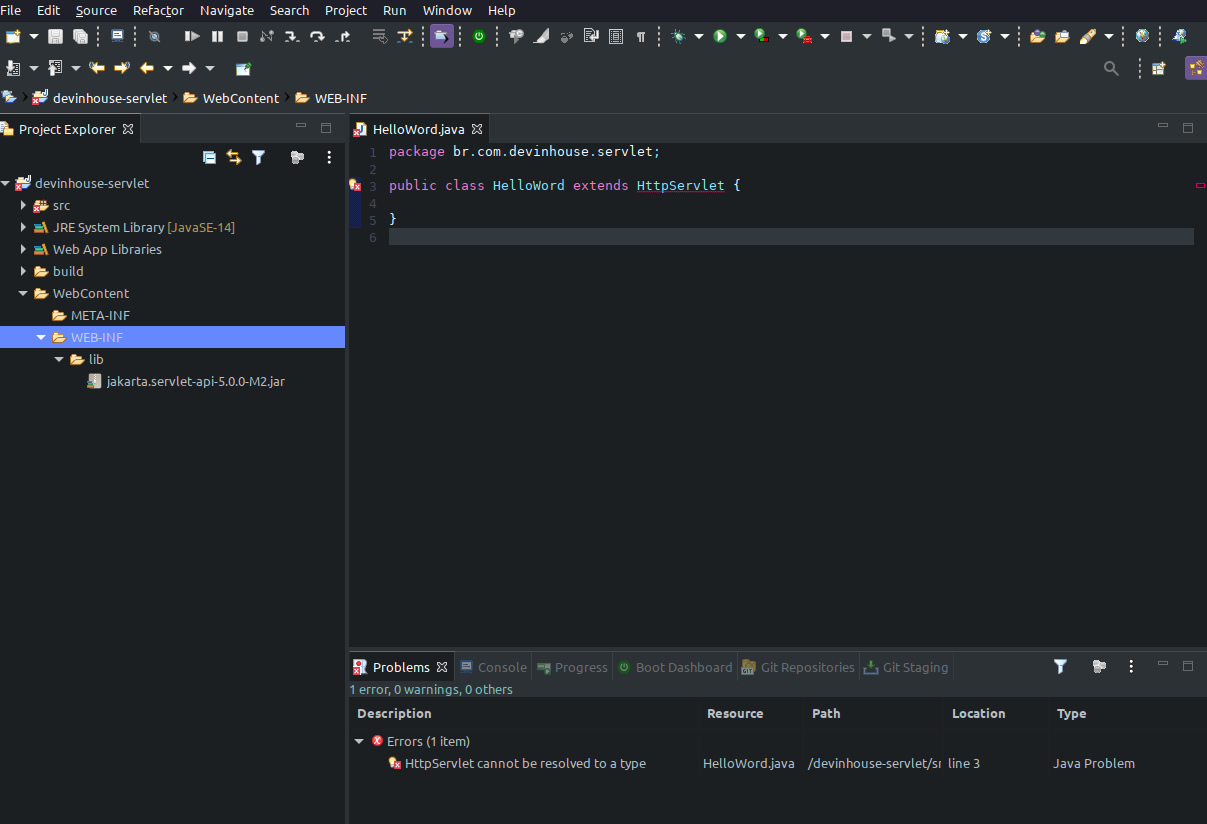 File Edit Source Refactor Navigate Search Project Run Window Help
devinhouse-servlet WebContent WEB-INF
Project Explorer
devinhouse-servlet
src
JRE System Library [JavaSE-14]
Web App Libraries
build
WebContent
META-INF
WEB-INF
lib
jakarta.servlet-api-5.0.0-M2.jar
HelloWord.java
1 package br.com.devinhouse.servlet;
2
3 public class HelloWord extends HttpServlet {
4
5 }
6
Problems Console Progress Boot Dashboard Git Repositories Git Staging
1 error, 0 warnings, 0 others
Description Resource Path Location Type
Errors (1 item)
HttpServlet cannot be resolved to a type HelloWord.java /devinhouse-servlet/sr line 3 Java Problem